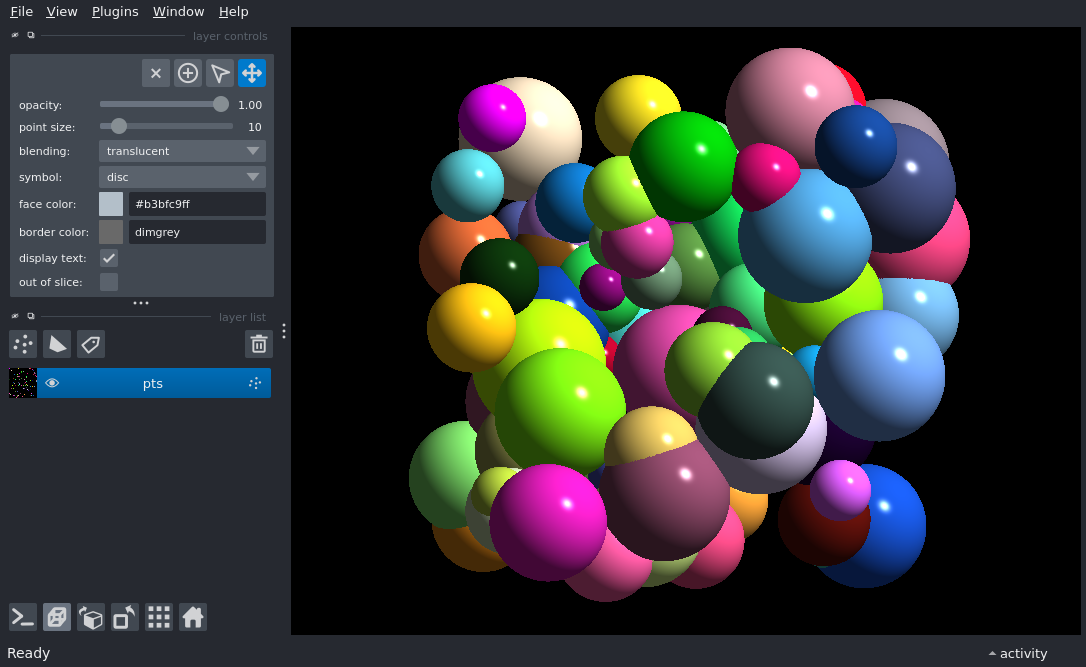 File View Plugins Window Help
layer controls
opacity: 1.00
point size: 10
blending: translucent
symbol: disc
face color: #b3bfc9ff
border color: dimgrey
display text:
out of slice:
layer list
pts
Ready
activity